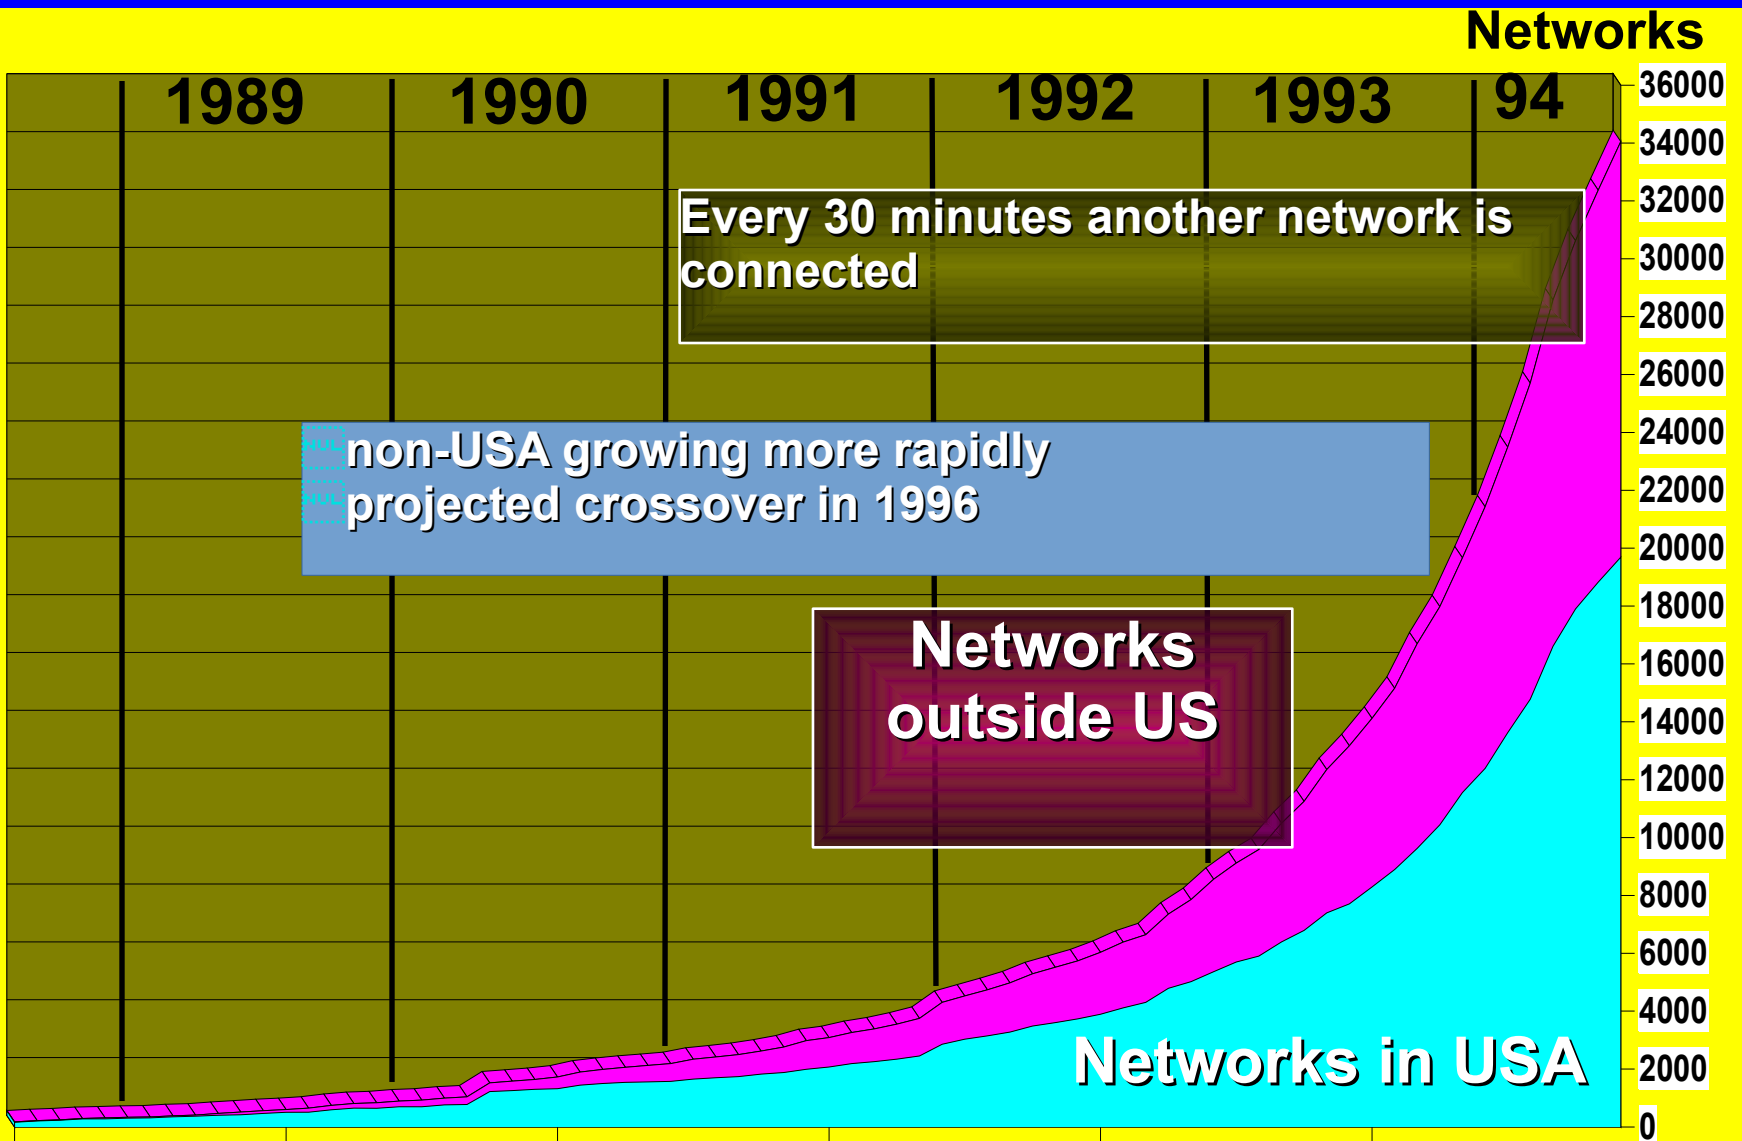 Networks
1989 1990 1991 1992 1993 94
36000
34000
32000
30000
28000
26000
24000
22000
20000
18000
16000
14000
12000
10000
8000
6000
4000
2000
0
Every 30 minutes another network is
connected
NUL non-USA growing more rapidly
NUL projected crossover in 1996
Networks
outside US
Networks in USA